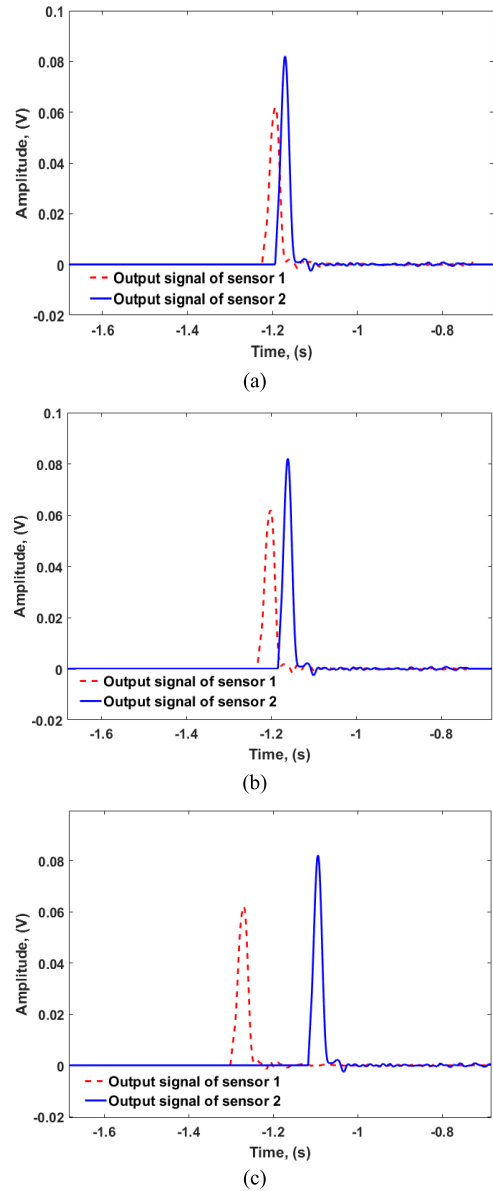 0.1
0.08
0.06
0.04
0.02
0
-0.02
Amplitude, (V)
Output signal of sensor 1
Output signal of sensor 2
-1.6 -1.4 -1.2 -1 -0.8
Time, (s)
(a)
0.1
0.08
0.06
0.04
0.02
0
-0.02
Amplitude, (V)
Output signal of sensor 1
Output signal of sensor 2
-1.6 -1.4 -1.2 -1 -0.8
Time, (s)
(b)
0.08
0.06
0.04
0.02
0
-0.02
Amplitude, (V)
Output signal of sensor 1
Output signal of sensor 2
-1.6 -1.4 -1.2 -1 -0.8
Time, (s)
(c)